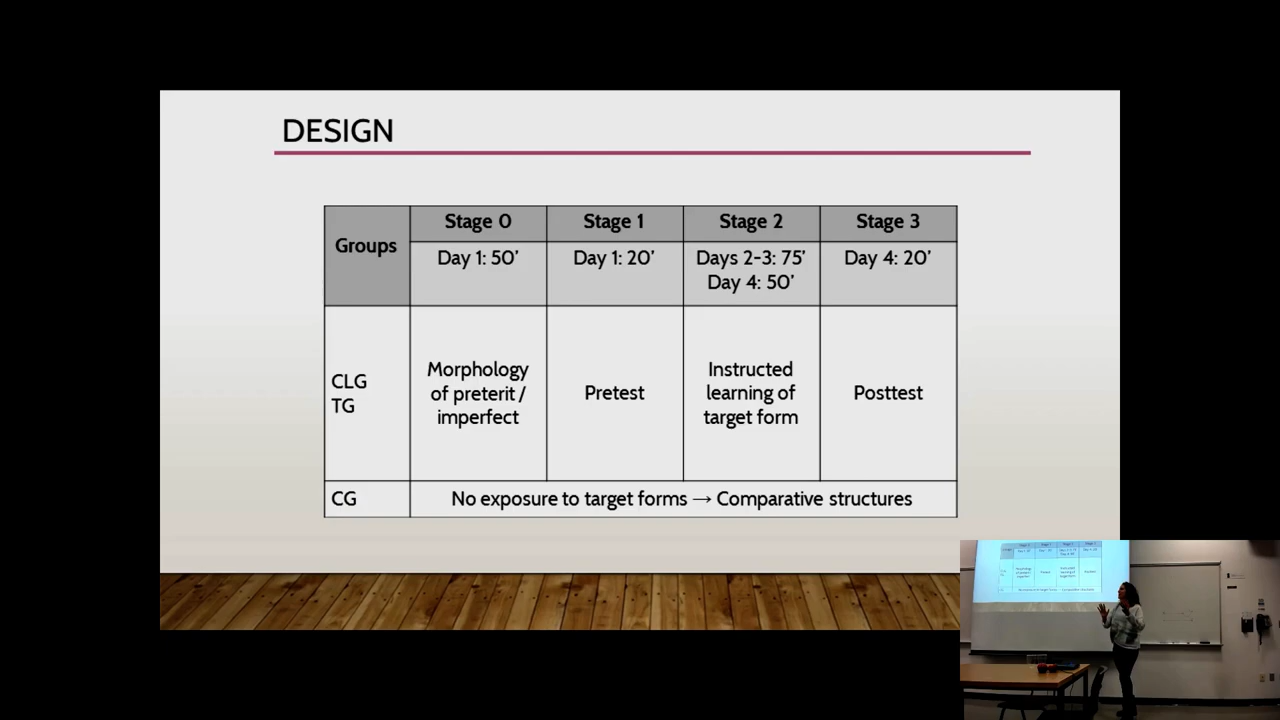 DESIGN
Groups
Stage 0
Stage 1
Stage 2
Stage 3
Day 1: 50’
Day 1: 20’
Days 2-3: 75’
Day 4: 50’
Day 4: 20’
CLG
TG
Morphology
of preterit /
imperfect
Pretest
Instructed
learning of
target form
Posttest
CG
No exposure to target forms → Comparative structures